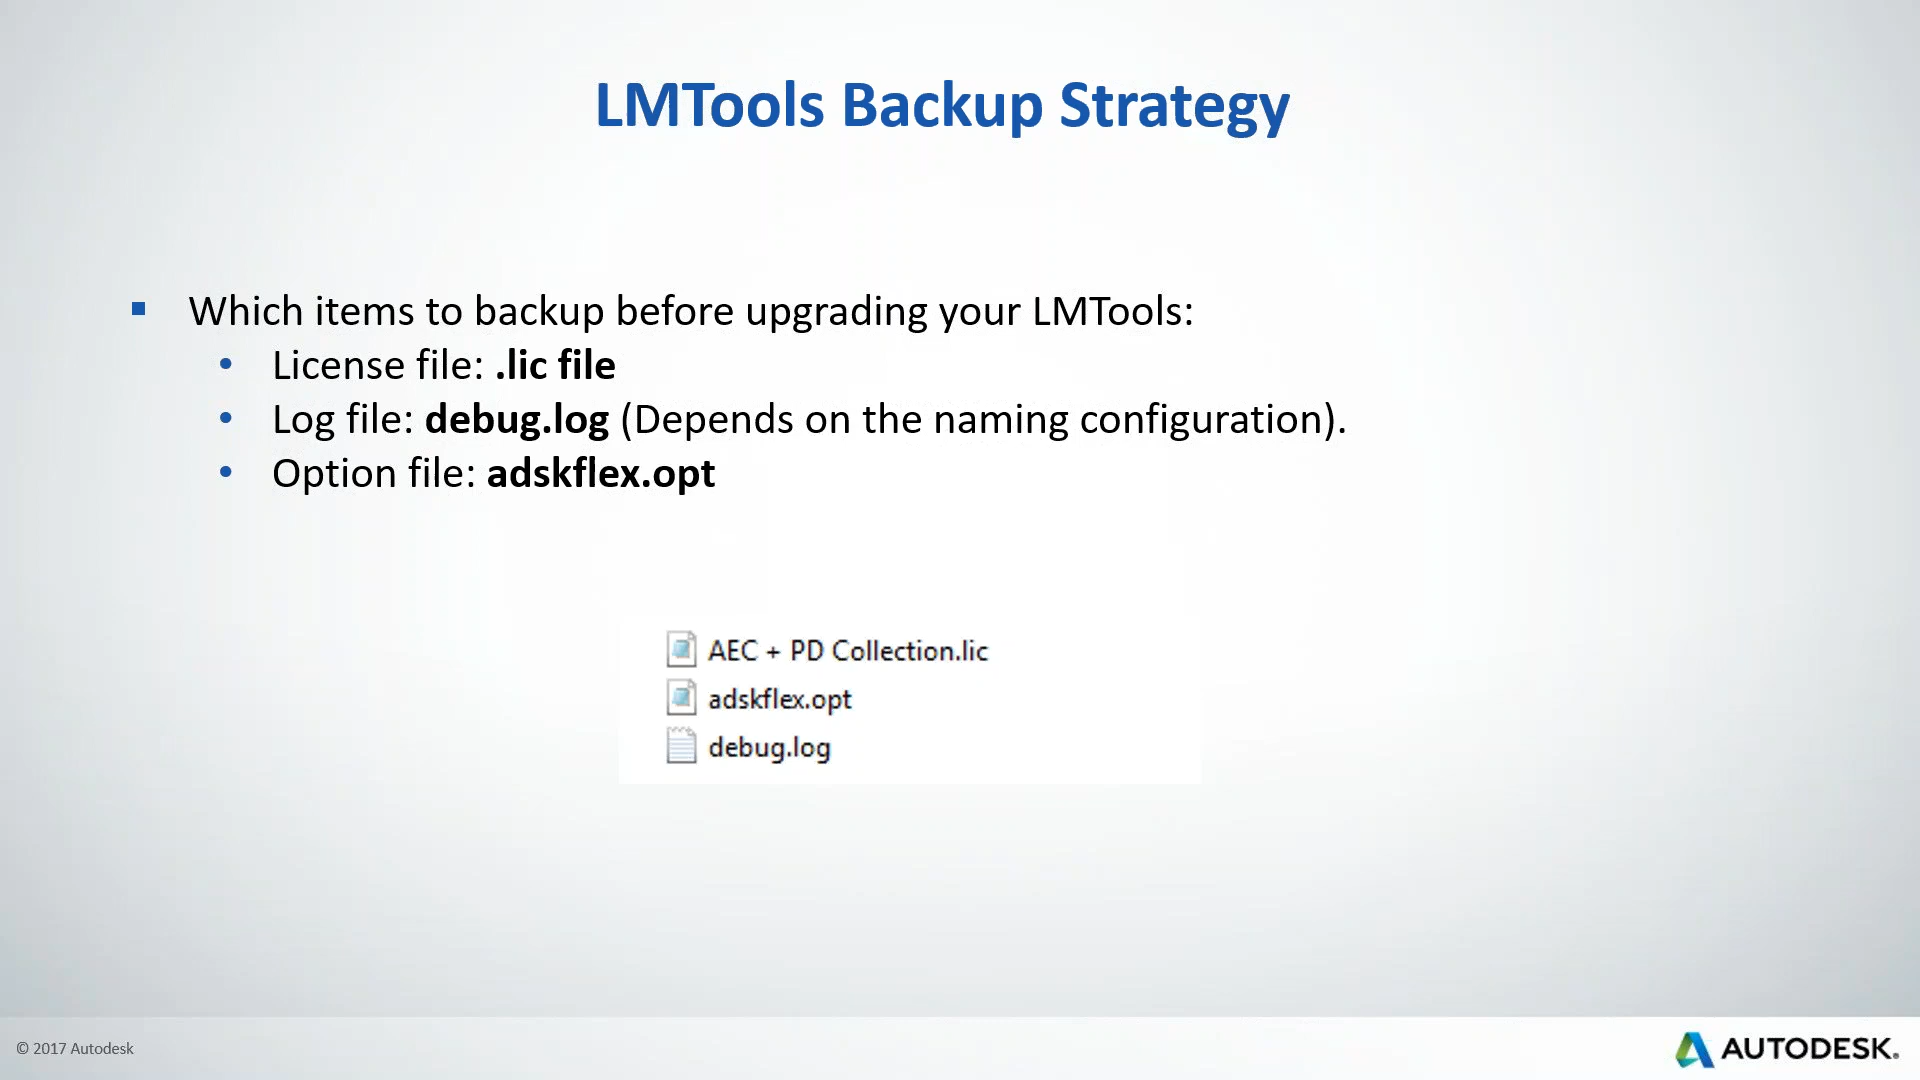 LMTools Backup Strategy
Which items to backup before upgrading your LMTools:
License file: .lic file
Log file: debug.log (Depends on the naming configuration).
Option file: adskflex.opt
AEC + PD Collection.lic
adskflex.opt
debug.log
© 2017 Autodesk
AUTODESK.